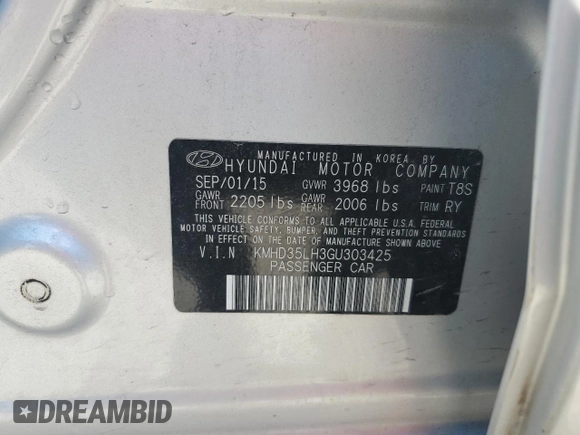 MANUFACTURED IN KOREA BY
HYUNDAI MOTOR COMPANY
SEP/01/15 GVWR 3968 lbs PAINT T8S
GAWR FRONT 2205 lbs GAWR REAR 2006 lbs TRIM RY
THIS VEHICLE CONFORMS TO ALL APPLICABLE U.S.A. FEDERAL
MOTOR VEHICLE SAFETY, BUMPER, AND THEFT PREVENTION
STANDARDS IN EFFECT ON THE DATE OF MANUFACTURE SHOWN ABOVE.
V.I.N KMHD35LH3GU303425
PASSENGER CAR
DREAMBID